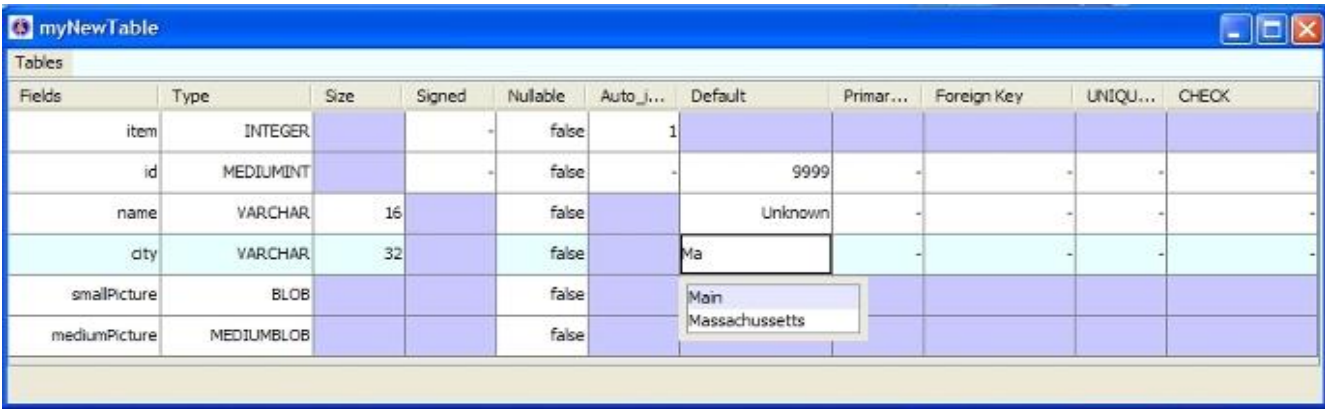 myNewTable
Tables
Fields Type Size Signed Nullable Auto_i... Default Primar... Foreign Key UNIQU... CHECK
item INTEGER - false 1
id MEDIUMINT - false - 9999 - - - -
name VARCHAR 16 false Unknown - - - -
city VARCHAR 32 false Ma - - - -
smallPicture BLOB false
Main
Massachussetts
mediumPicture MEDIUMBLOB false